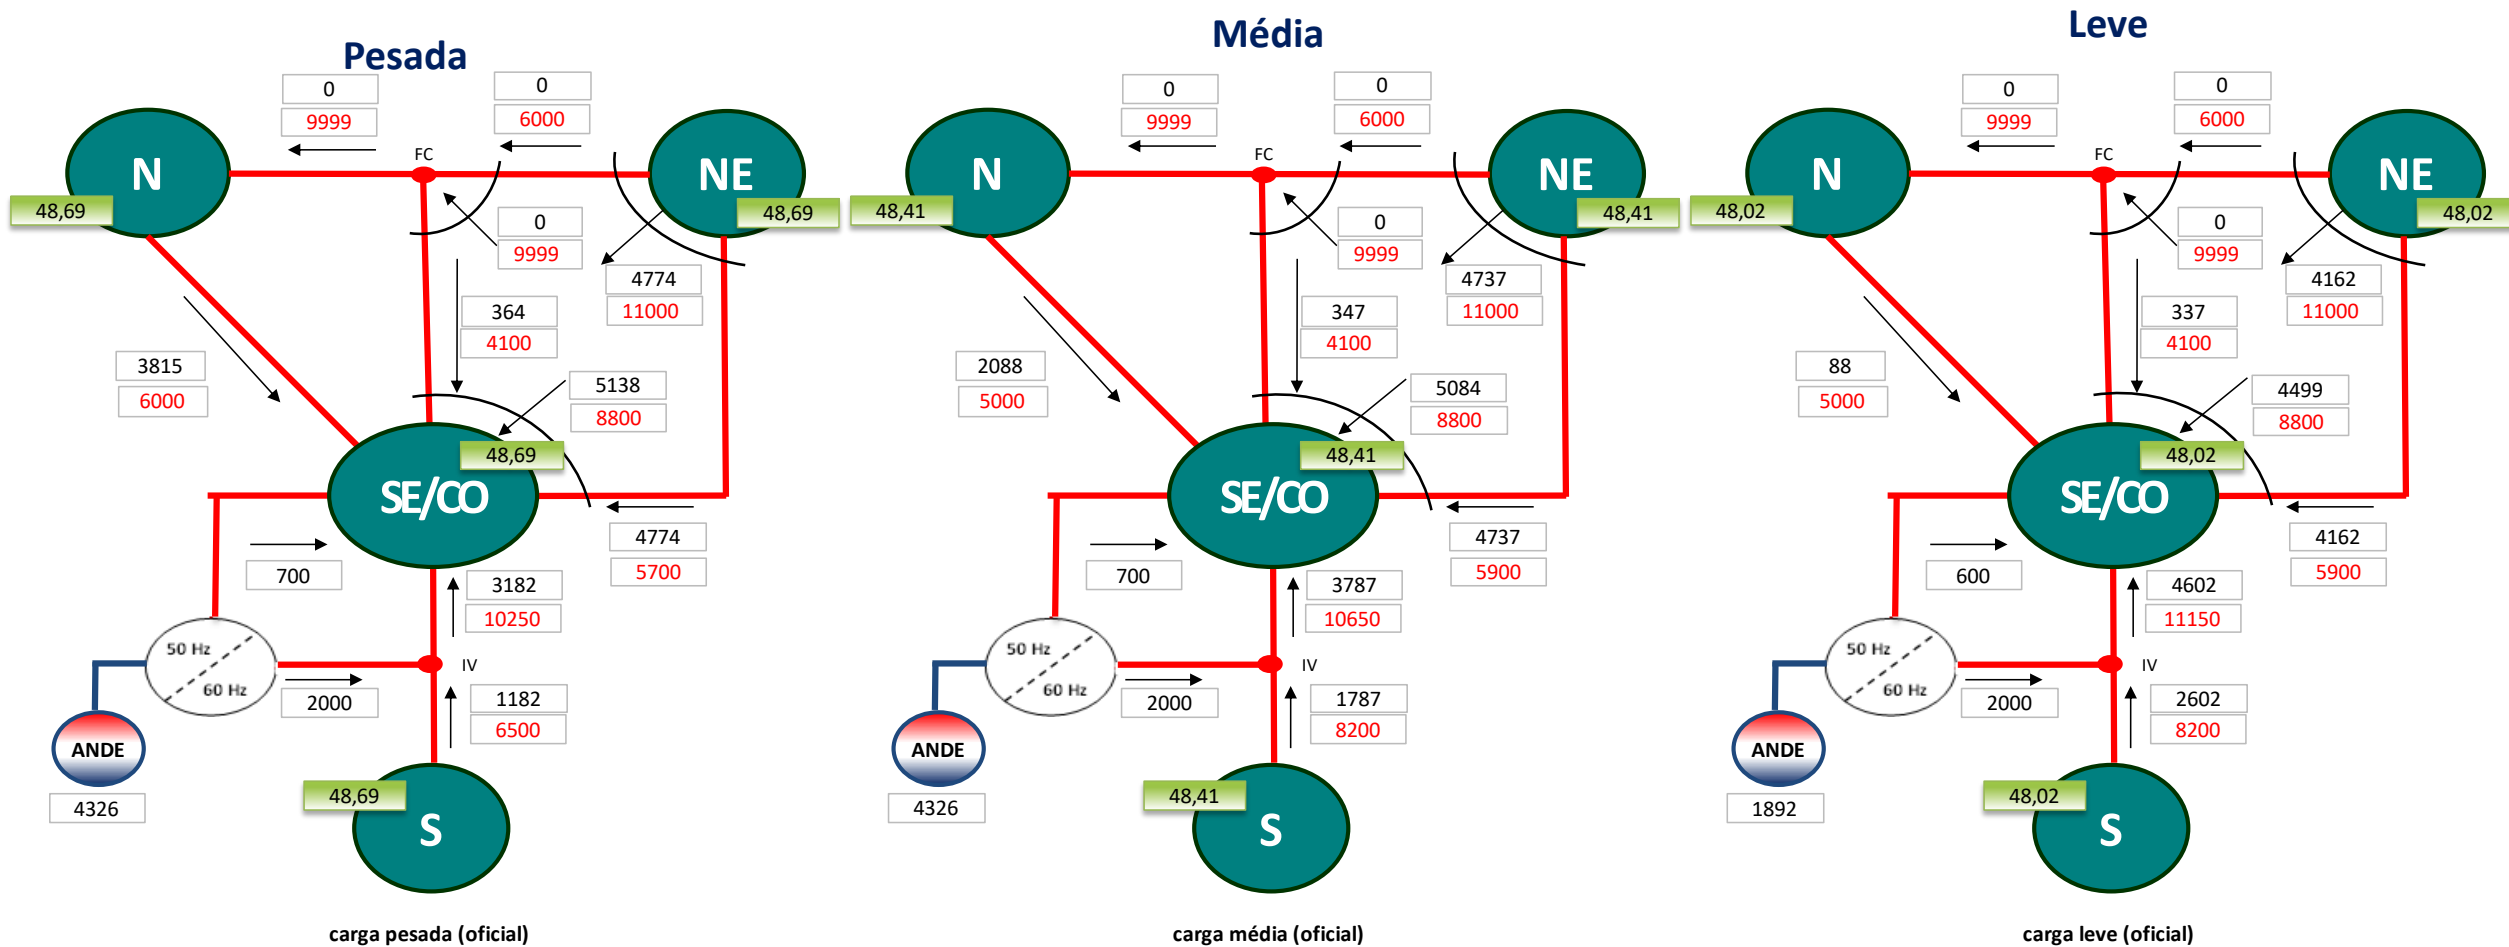 Pesada
0
9999
0
6000
FC
N
NE
48,69
48,69
0
9999
4774
11000
364
4100
3815
6000
5138
8800
48,69
SE/CO
4774
5700
700
3182
10250
50 Hz
60 Hz
IV
2000
1182
6500
ANDE
4326
48,69
S
carga pesada (oficial)
Média
0
9999
0
6000
FC
N
NE
48,41
48,41
0
9999
4737
11000
347
4100
2088
5000
5084
8800
48,41
SE/CO
4737
5900
700
3787
10650
50 Hz
60 Hz
IV
2000
1787
8200
ANDE
4326
48,41
S
carga média (oficial)
Leve
0
9999
0
6000
FC
N
NE
48,02
48,02
0
9999
4162
11000
337
4100
88
5000
4499
8800
48,02
SE/CO
4162
5900
600
4602
11150
50 Hz
60 Hz
IV
2000
2602
8200
ANDE
1892
48,02
S
carga leve (oficial)